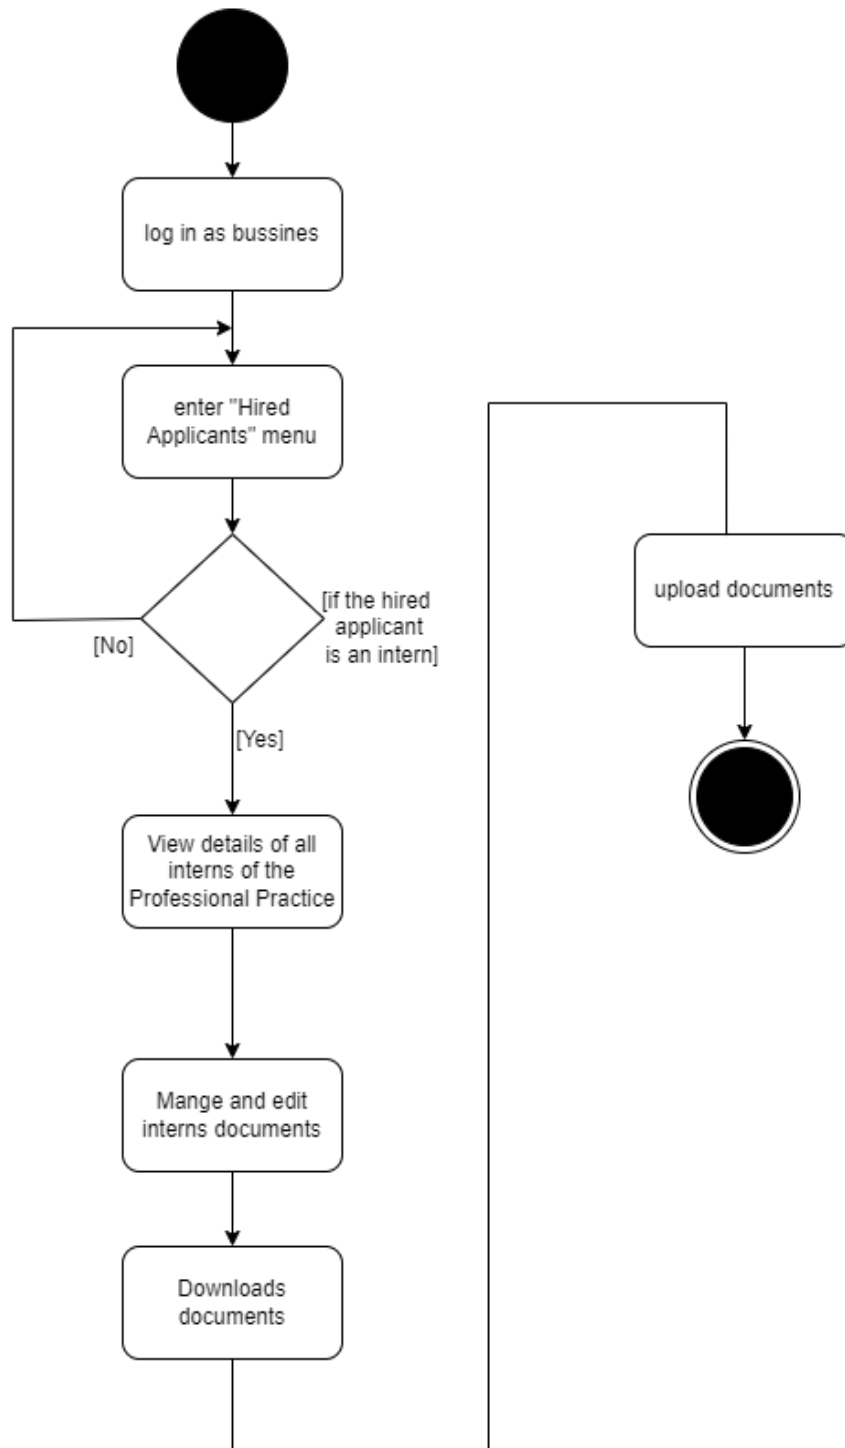 log in as bussines
enter "Hired
Applicants" menu
[if the hired
applicant
is an intern]
[No]
[Yes]
View details of all
interns of the
Professional Practice
Mange and edit
interns documents
Downloads
documents
upload documents